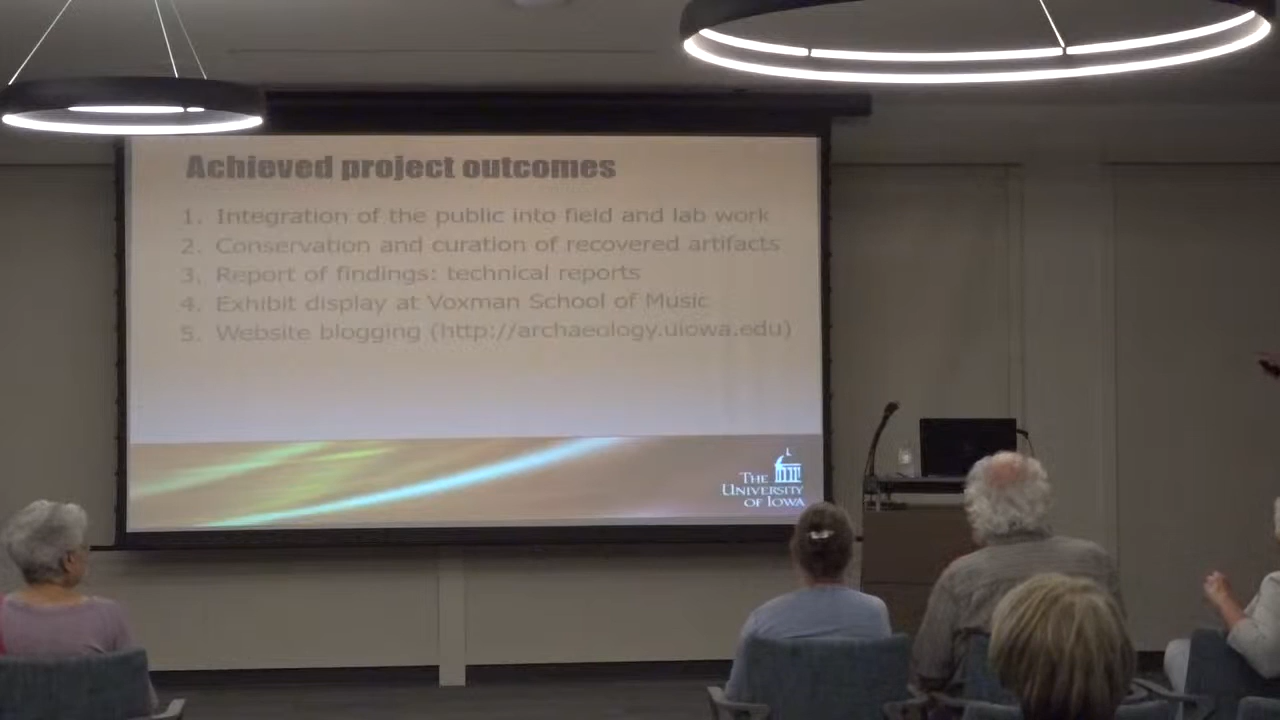 Achieved project outcomes
1. Integration of the public into field and lab work
2. Conservation and curation of recovered artifacts
3. Report of findings: technical reports
4. Exhibit display at Voxman School of Music
5. Website blogging (http://archaeology.uiowa.edu)
THE
UNIVERSITY
OF IOWA